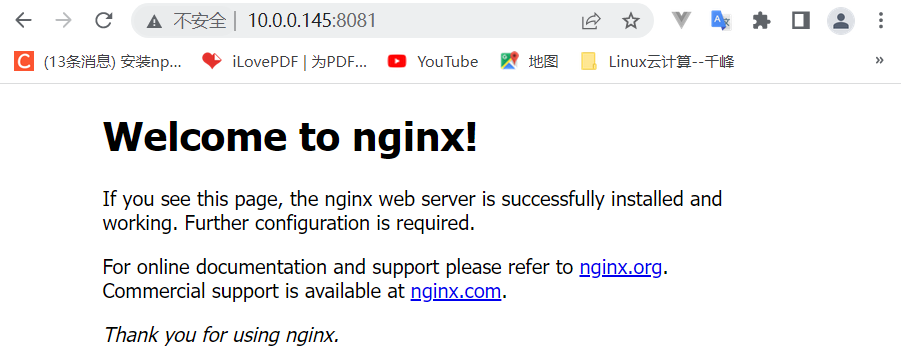 不安全 | 10.0.0.145:8081
(13条消息) 安装np... iLovePDF | 为PDF... YouTube 地图 Linux云计算--千峰 »
Welcome to nginx!
If you see this page, the nginx web server is successfully installed and
working. Further configuration is required.
For online documentation and support please refer to nginx.org.
Commercial support is available at nginx.com.
Thank you for using nginx.